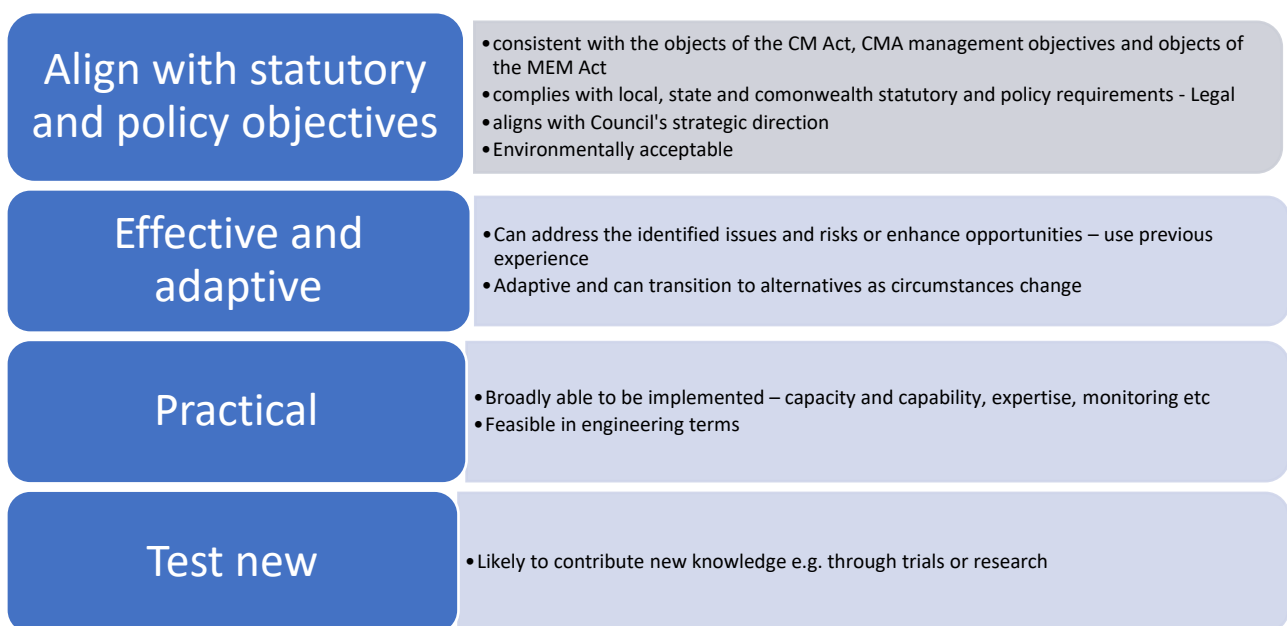 Align with statutory
and policy objectives
•consistent with the objects of the CM Act, CMA management objectives and objects of
the MEM Act
•complies with local, state and comonwealth statutory and policy requirements - Legal
•aligns with Council's strategic direction
•Environmentally acceptable
Effective and
adaptive
•Can address the identified issues and risks or enhance opportunities – use previous
experience
•Adaptive and can transition to alternatives as circumstances change
Practical
•Broadly able to be implemented – capacity and capability, expertise, monitoring etc
•Feasible in engineering terms
Test new
•Likely to contribute new knowledge e.g. through trials or research